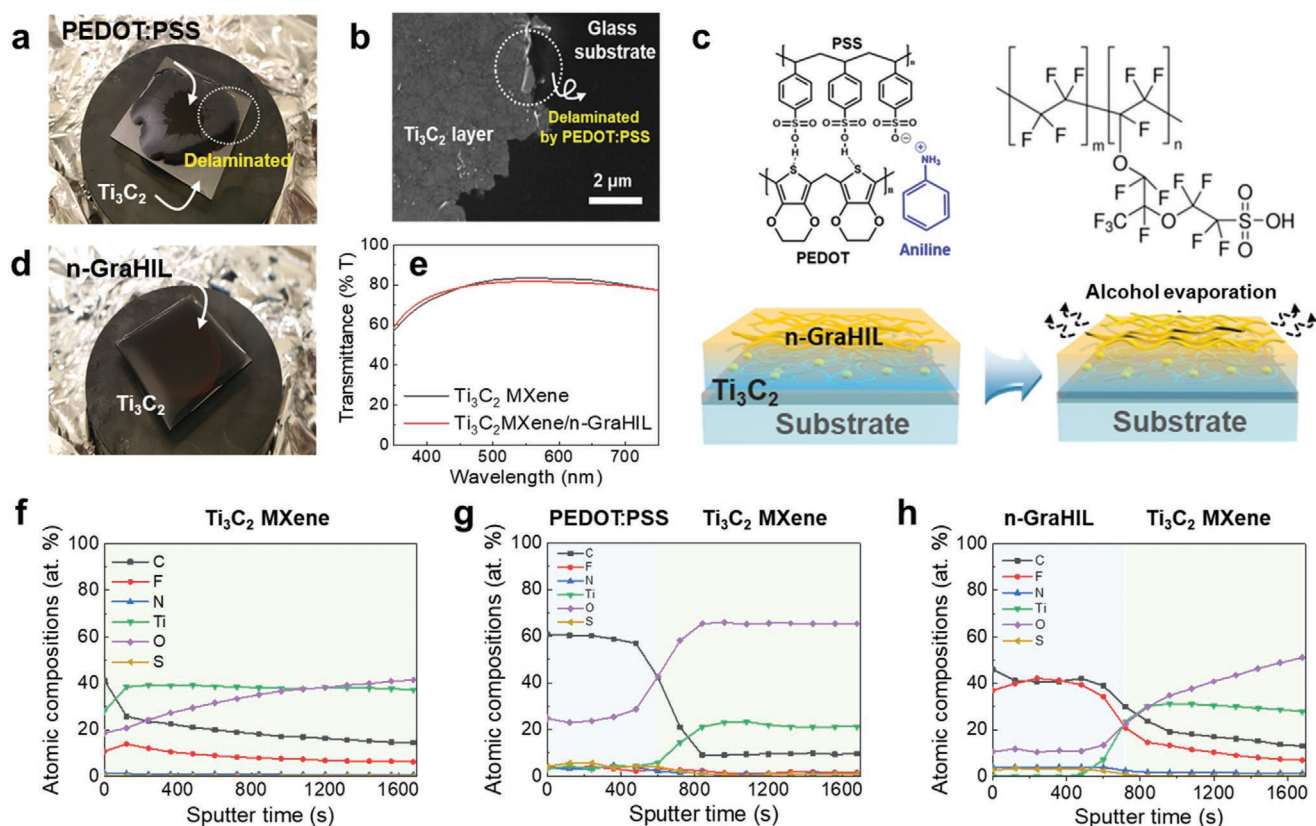 a
PEDOT:PSS
Delaminated
Ti₃C₂
b
Glass
substrate
Delaminated
by PEDOT:PSS
Ti₃C₂ layer
2 μm
c
PSS
n
O=S=O O=S=O O=S=O
O O O⊖
H H
S S
n
O O O O
PEDOT
⊕
NH₃
Aniline
F F F F F
F F F F
m n
O F
F F F
F
F₃C O S OH
F F F F O
O
d
n-GraHIL
Ti₃C₂
e
Transmittance (% T)
100
80
60
40
20
0
Ti₃C₂ MXene
Ti₃C₂MXene/n-GraHIL
400 500 600 700
Wavelength (nm)
n-GraHIL
Ti₃C₂
Substrate
Alcohol evaporation
Substrate
f
Ti₃C₂ MXene
Atomic compositions (at. %)
100
80
60
40
20
0
C
F
N
Ti
O
S
0 400 800 1200 1600
Sputter time (s)
g
PEDOT:PSS Ti₃C₂ MXene
Atomic compositions (at. %)
100
80
60
40
20
0
C
F
N
Ti
O
S
0 400 800 1200 1600
Sputter time (s)
h
n-GraHIL Ti₃C₂ MXene
Atomic compositions (at. %)
100
80
60
40
20
0
C
F
N
Ti
O
S
0 400 800 1200 1600
Sputter time (s)